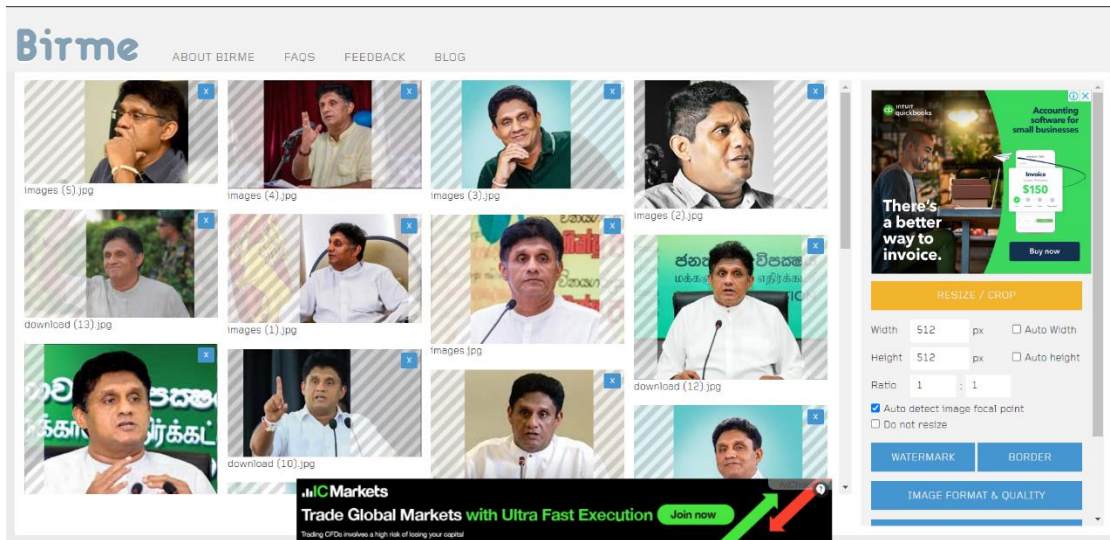 Birme
ABOUT BIRME FAQS FEEDBACK BLOG
x
x
x
x
images (5).jpg
images (4).jpg
images (3).jpg
images (2).jpg
x
x
x
x
download (13).jpg
images (1).jpg
images.jpg
download (12).jpg
x
x
x
x
download (10).jpg
INTUIT
quickbooks
Accounting
software for
small businesses
Invoice
$150
There's
a better
way to
invoice.
Buy now
RESIZE / CROP
Width 512 px Auto Width
Height 512 px Auto height
Ratio 1 : 1
Auto detect image focal point
Do not resize
WATERMARK BORDER
IMAGE FORMAT & QUALITY
IC Markets
Trade Global Markets with Ultra Fast Execution Join now
Trading CFDs involves a high risk of losing your capital